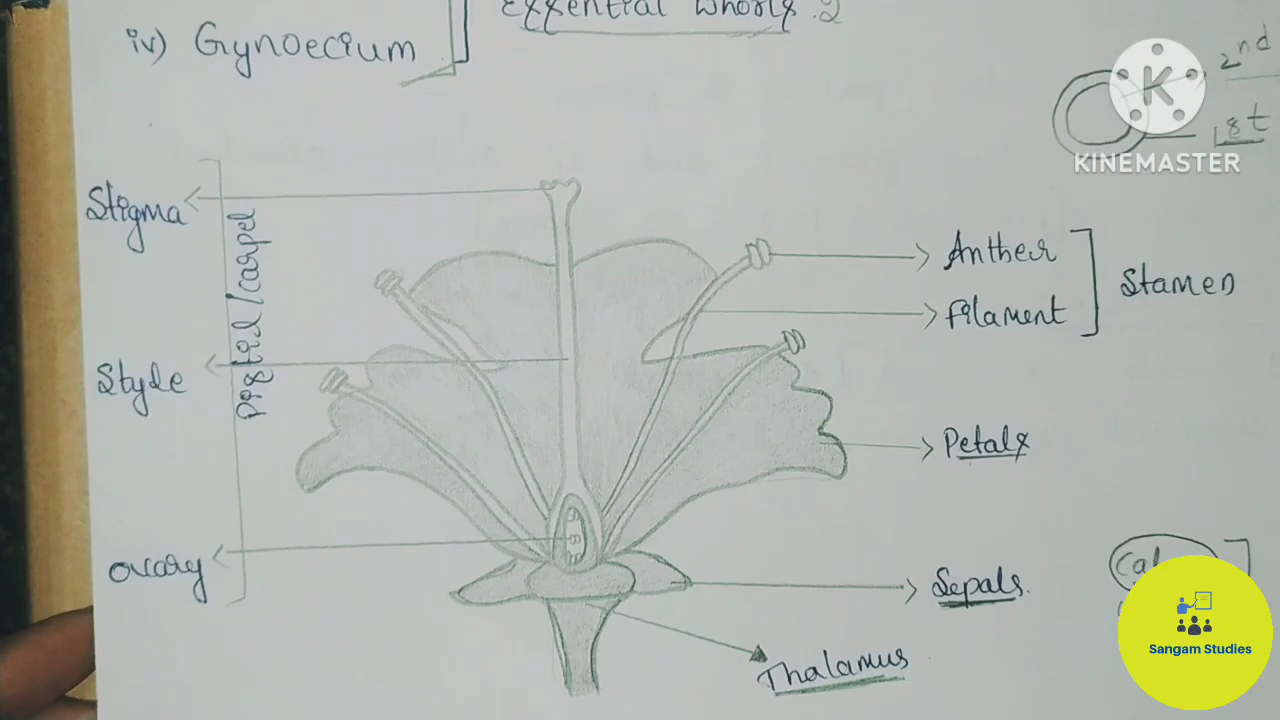 Essential Whorls .2
iv) Gynoecium
2nd
1st
KINEMASTER
Stigma
Pistil/carpel
Style
Ovary
Anther
Filament
Stamen
Petals
Sepals.
Thalamus
Cal
Sangam Studies